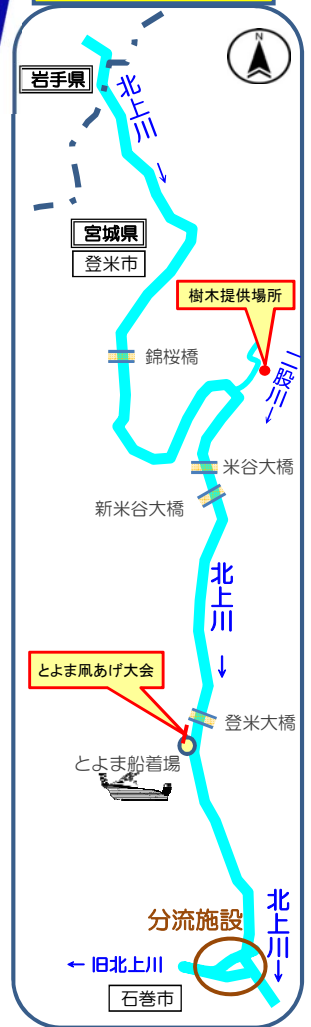 N
岩手県
北上川
↓
宮城県
登米市
樹木提供場所
二股川
↓
錦桜橋
米谷大橋
新米谷大橋
北上川
↓
とよま凧あげ大会
登米大橋
とよま船着場
分流施設
北上川
↓
← 旧北上川
石巻市